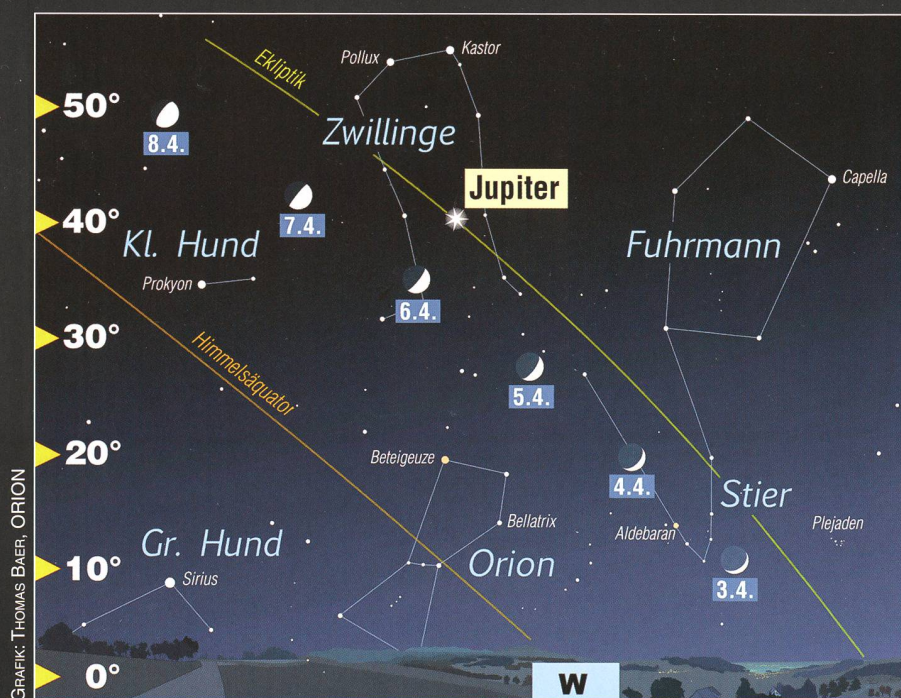 Pollux
Kastor
Ekliptik
50°
Zwillinge
8.4.
Jupiter
Capella
7.4.
40°
Kl. Hund
Fuhrmann
Prokyon
6.4.
30°
Himmelsäquator
5.4.
20°
Beteigeuze
4.4.
Stier
Bellatrix
Aldebaran
Plejaden
Gr. Hund
Orion
10°
Sirius
3.4.
0°
W
GRAFIK: THOMAS BAER, ORION